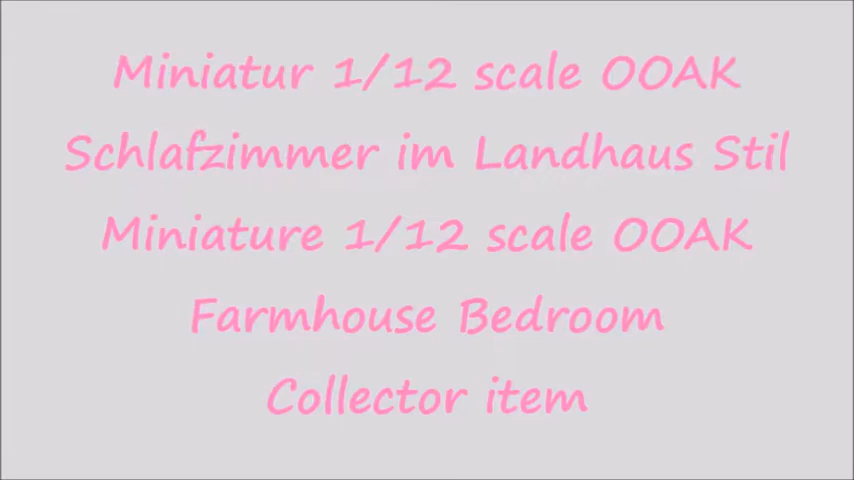 Miniatur 1/12 scale OOAK
Schlafzimmer im Landhaus Stil
Miniature 1/12 scale OOAK
Farmhouse Bedroom
Collector item